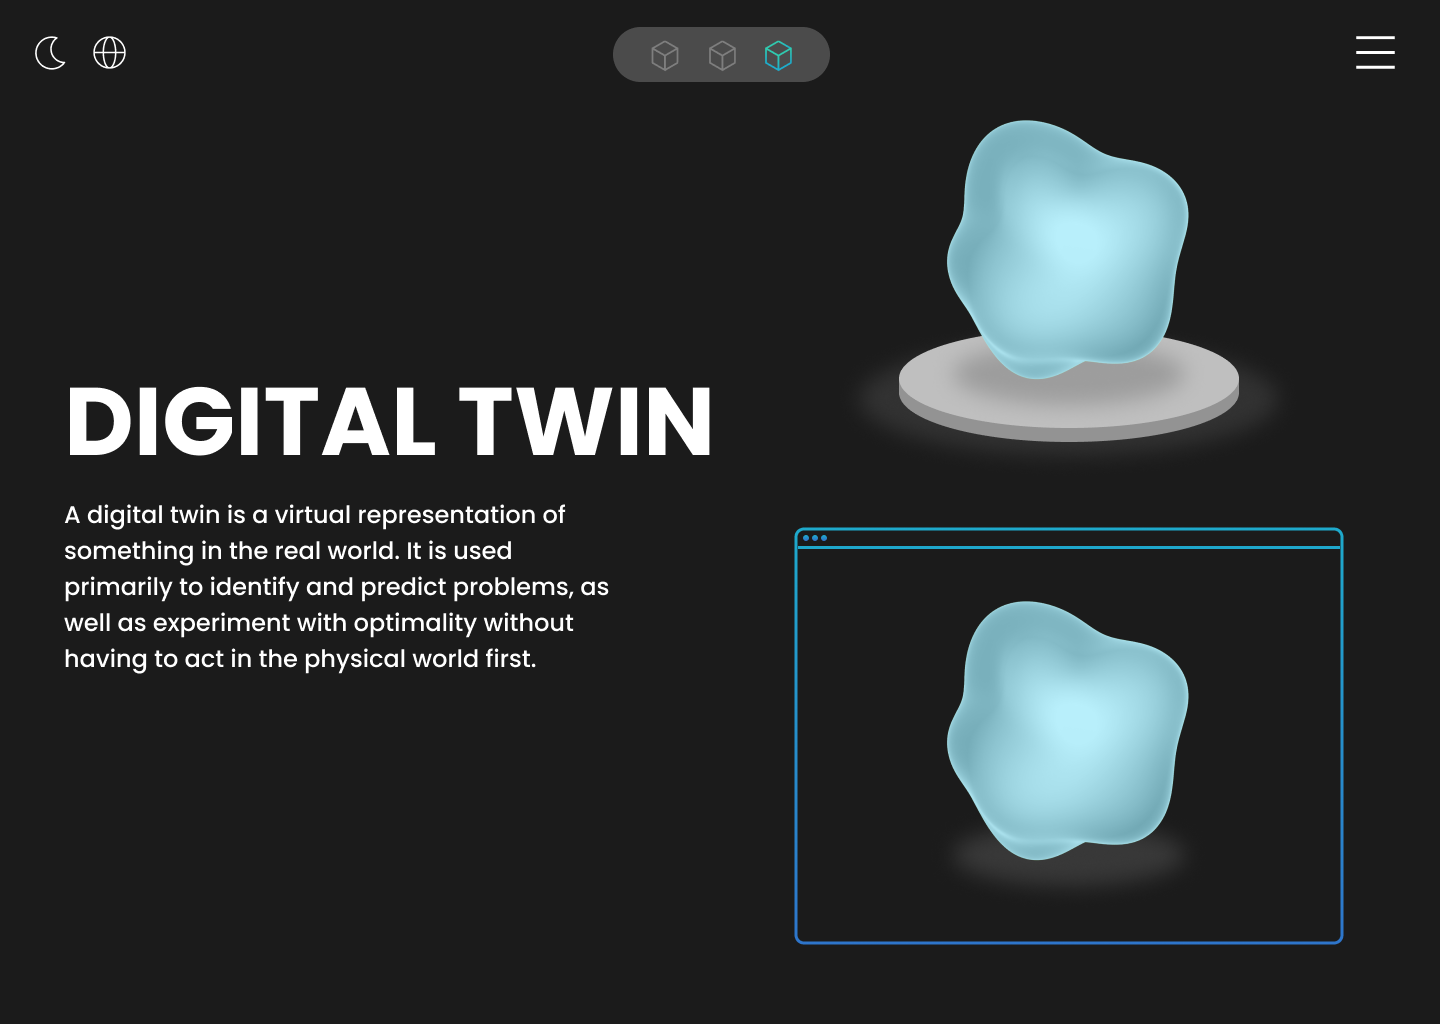 DIGITAL TWIN
A digital twin is a virtual representation of
something in the real world. It is used
primarily to identify and predict problems, as
well as experiment with optimality without
having to act in the physical world first.